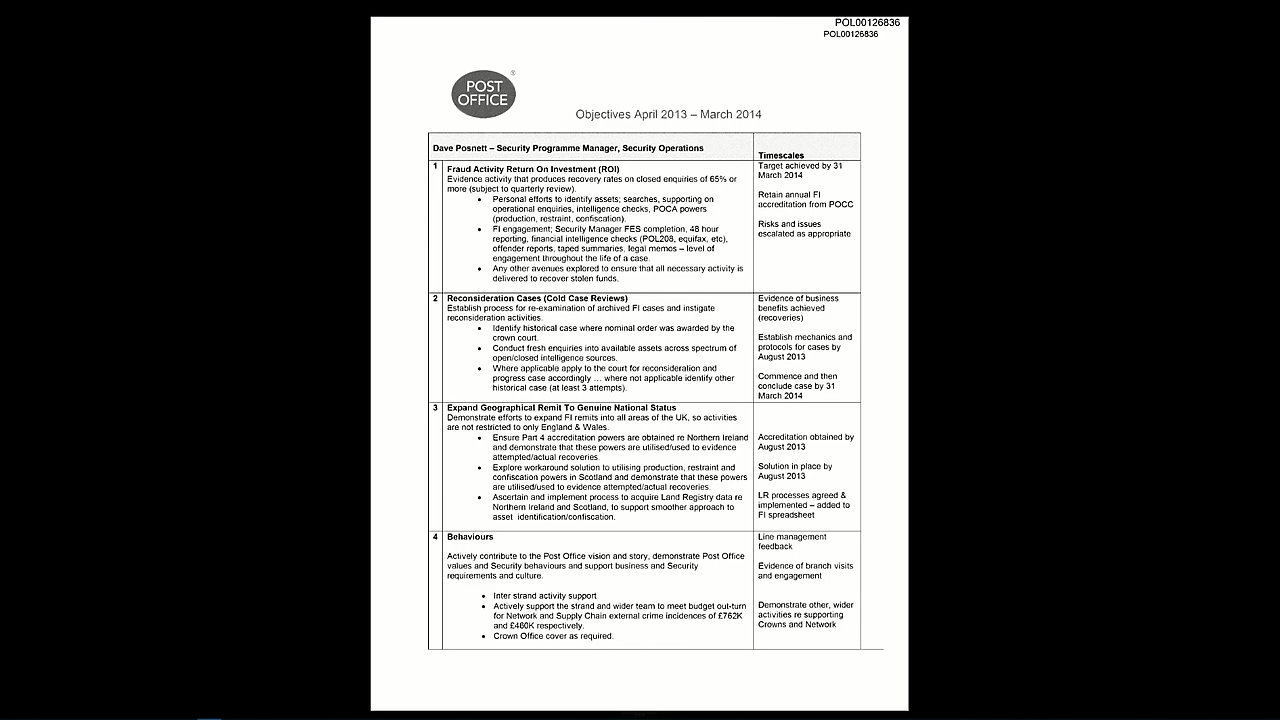 POL00126836
POL00126836
POST
OFFICE
®
Objectives April 2013 – March 2014
Dave Posnett – Security Programme Manager, Security Operations
Timescales
1
Fraud Activity Return On Investment (ROI)
Evidence activity that produces recovery rates on closed enquiries of 65% or
more (subject to quarterly review).
• Personal efforts to identify assets; searches, supporting on
operational enquiries, intelligence checks, POCA powers
(production, restraint, confiscation).
• FI engagement; Security Manager FES completion, 48 hour
reporting, financial intelligence checks (POL208, equifax, etc),
offender reports, taped summaries, legal memos – level of
engagement throughout the life of a case.
• Any other avenues explored to ensure that all necessary activity is
delivered to recover stolen funds.
Target achieved by 31
March 2014
Retain annual FI
accreditation from POCC
Risks and issues
escalated as appropriate
2
Reconsideration Cases (Cold Case Reviews)
Establish process for re-examination of archived FI cases and instigate
reconsideration activities.
• Identify historical case where nominal order was awarded by the
crown court.
• Conduct fresh enquiries into available assets across spectrum of
open/closed intelligence sources.
• Where applicable apply to the court for reconsideration and
progress case accordingly … where not applicable identify other
historical case (at least 3 attempts).
Evidence of business
benefits achieved
(recoveries)
Establish mechanics and
protocols for cases by
August 2013
Commence and then
conclude case by 31
March 2014
3
Expand Geographical Remit To Genuine National Status
Demonstrate efforts to expand FI remits into all areas of the UK, so activities
are not restricted to only England & Wales.
• Ensure Part 4 accreditation powers are obtained re Northern Ireland
and demonstrate that these powers are utilised/used to evidence
attempted/actual recoveries.
• Explore workaround solution to utilising production, restraint and
confiscation powers in Scotland and demonstrate that these powers
are utilised/used to evidence attempted/actual recoveries.
• Ascertain and implement process to acquire Land Registry data re
Northern Ireland and Scotland, to support smoother approach to
asset identification/confiscation.
Accreditation obtained by
August 2013
Solution in place by
August 2013
LR processes agreed &
implemented – added to
FI spreadsheet
4
Behaviours
Actively contribute to the Post Office vision and story, demonstrate Post Office
values and Security behaviours and support business and Security
requirements and culture.
• Inter strand activity support
• Actively support the strand and wider team to meet budget out-turn
for Network and Supply Chain external crime incidences of £762K
and £460K respectively.
• Crown Office cover as required.
Line management
feedback
Evidence of branch visits
and engagement
Demonstrate other, wider
activities re supporting
Crowns and Network